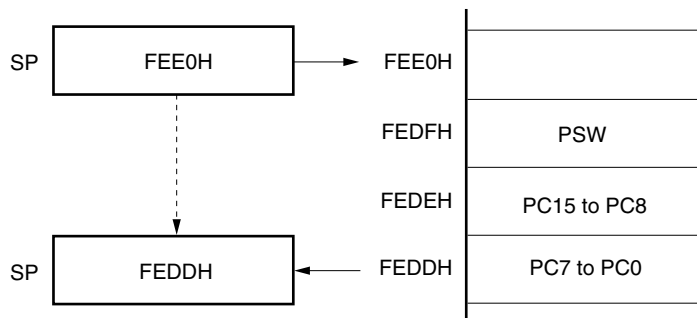 SP FEE0H FEE0H
FEDFH PSW
FEDEH PC15 to PC8
SP FEDDH FEDDH PC7 to PC0